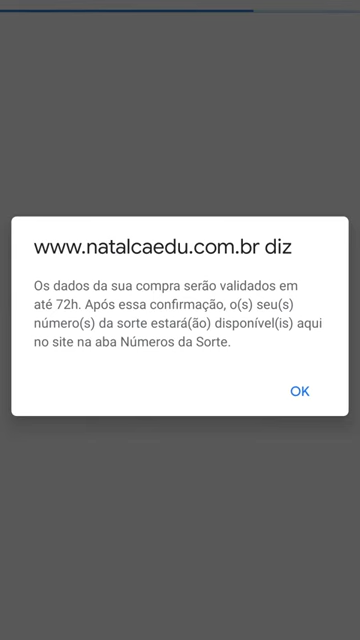 www.natalcaedu.com.br diz
Os dados da sua compra serão validados em
até 72h. Após essa confirmação, o(s) seu(s)
número(s) da sorte estará(ão) disponível(is) aqui
no site na aba Números da Sorte.
OK